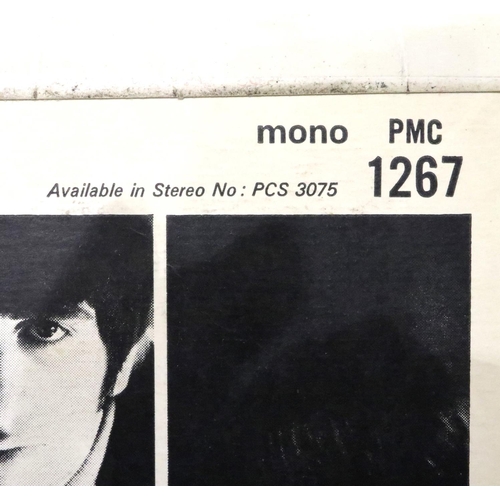 mono PMC
Available in Stereo No: PCS 3075 1267